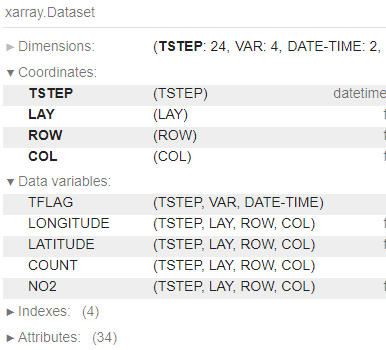 xarray.Dataset
► Dimensions: (TSTEP: 24, VAR: 4, DATE-TIME: 2,
▼ Coordinates:
TSTEP (TSTEP) datetime
LAY (LAY) f
ROW (ROW) f
COL (COL) f
▼ Data variables:
TFLAG (TSTEP, VAR, DATE-TIME)
LONGITUDE (TSTEP, LAY, ROW, COL) f
LATITUDE (TSTEP, LAY, ROW, COL) f
COUNT (TSTEP, LAY, ROW, COL)
NO2 (TSTEP, LAY, ROW, COL) f
► Indexes: (4)
► Attributes: (34)